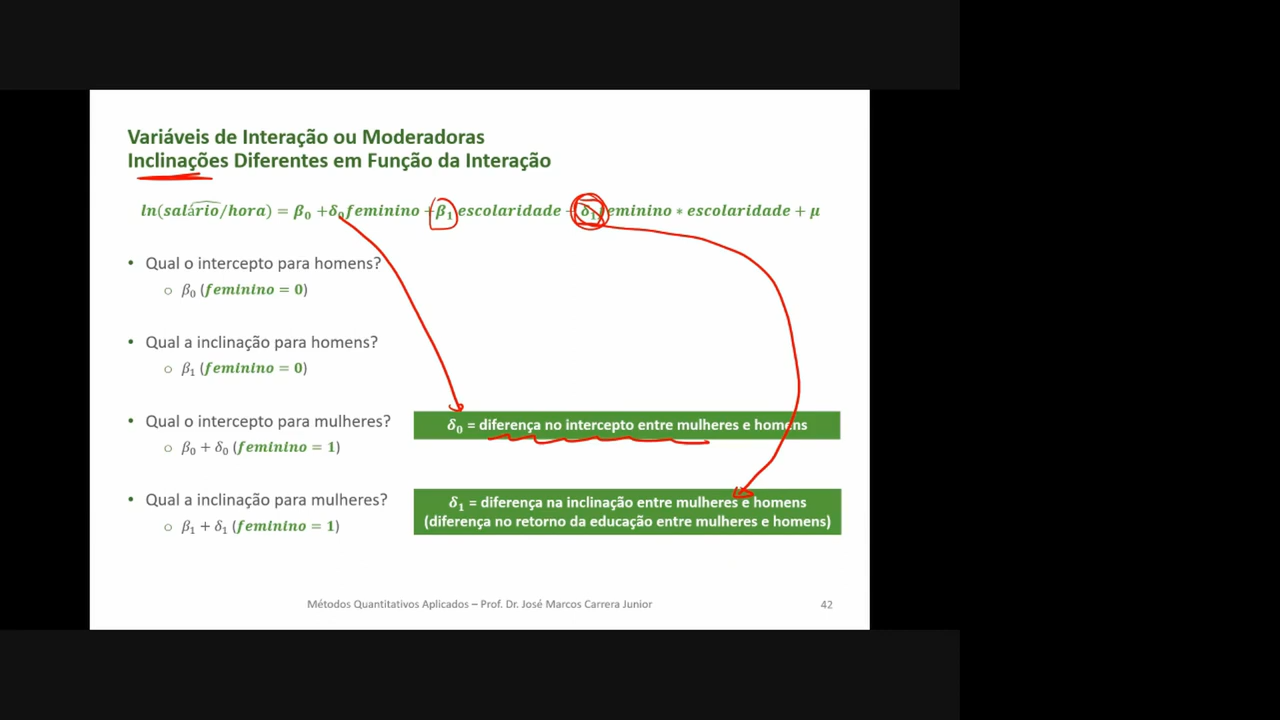 Variáveis de Interação ou Moderadoras
Inclinações Diferentes em Função da Interação
ln(salário/hora) = β₀ + δ₀feminino + β₁escolaridade + δ₁feminino * escolaridade + μ
• Qual o intercepto para homens?
○ β₀ (feminino = 0)
• Qual a inclinação para homens?
○ β₁ (feminino = 0)
• Qual o intercepto para mulheres?
○ β₀ + δ₀ (feminino = 1)
δ₀ = diferença no intercepto entre mulheres e homens
• Qual a inclinação para mulheres?
○ β₁ + δ₁ (feminino = 1)
δ₁ = diferença na inclinação entre mulheres e homens
(diferença no retorno da educação entre mulheres e homens)
Métodos Quantitativos Aplicados – Prof. Dr. José Marcos Carrera Junior
42